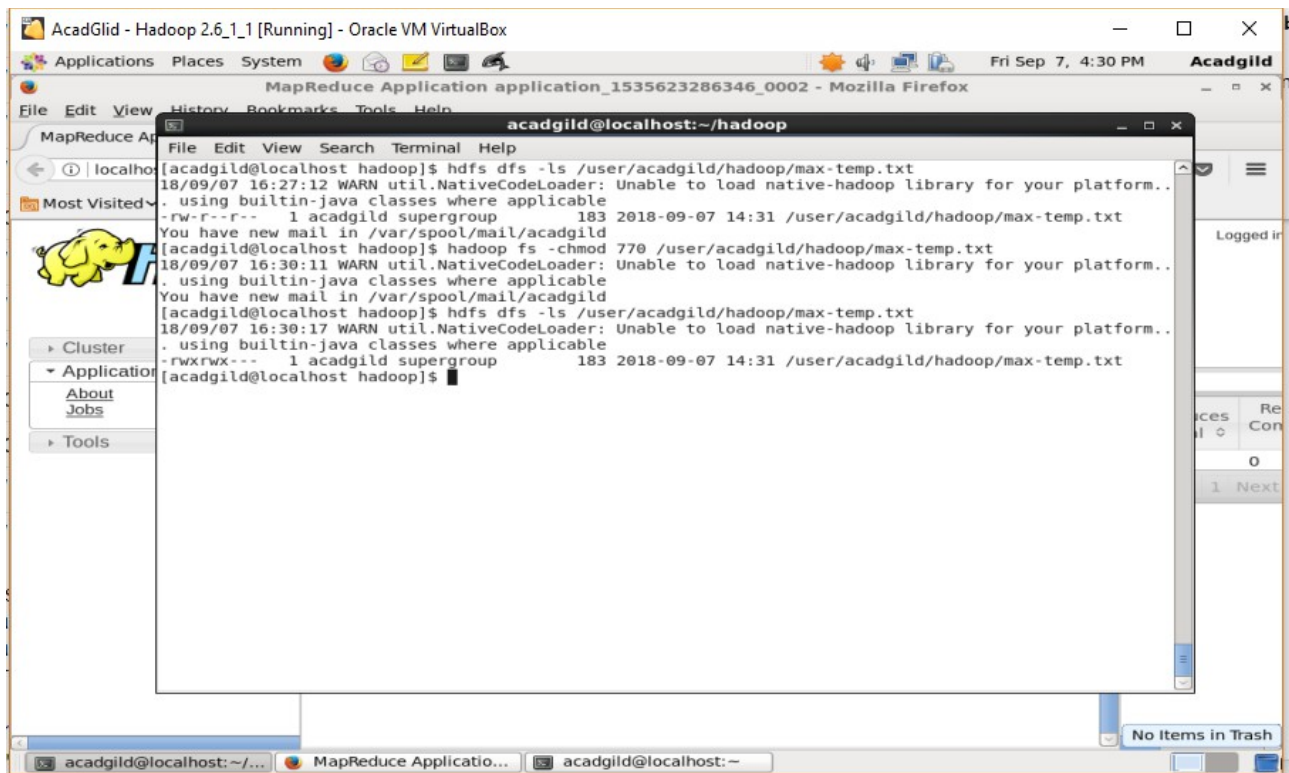 AcadGlid - Hadoop 2.6_1_1 [Running] - Oracle VM VirtualBox
Applications Places System Fri Sep 7, 4:30 PM Acadgild
MapReduce Application application_1535623286346_0002 - Mozilla Firefox
File Edit View History Bookmarks Tools Help
MapReduce Ap
acadgild@localhost:~/hadoop
File Edit View Search Terminal Help
localhos
Most Visited
Logged in
[acadgild@localhost hadoop]$ hdfs dfs -ls /user/acadgild/hadoop/max-temp.txt
18/09/07 16:27:12 WARN util.NativeCodeLoader: Unable to load native-hadoop library for your platform..
. using builtin-java classes where applicable
-rw-r--r--   1 acadgild supergroup        183 2018-09-07 14:31 /user/acadgild/hadoop/max-temp.txt
You have new mail in /var/spool/mail/acadgild
[acadgild@localhost hadoop]$ hadoop fs -chmod 770 /user/acadgild/hadoop/max-temp.txt
18/09/07 16:30:11 WARN util.NativeCodeLoader: Unable to load native-hadoop library for your platform..
. using builtin-java classes where applicable
You have new mail in /var/spool/mail/acadgild
[acadgild@localhost hadoop]$ hdfs dfs -ls /user/acadgild/hadoop/max-temp.txt
18/09/07 16:30:17 WARN util.NativeCodeLoader: Unable to load native-hadoop library for your platform..
. using builtin-java classes where applicable
-rwxrwx---   1 acadgild supergroup        183 2018-09-07 14:31 /user/acadgild/hadoop/max-temp.txt
[acadgild@localhost hadoop]$
Cluster
Application
About
Jobs
Tools
uces Re
al Con
0
1 Next
No Items in Trash
acadgild@localhost:~/... MapReduce Applicatio... acadgild@localhost:~